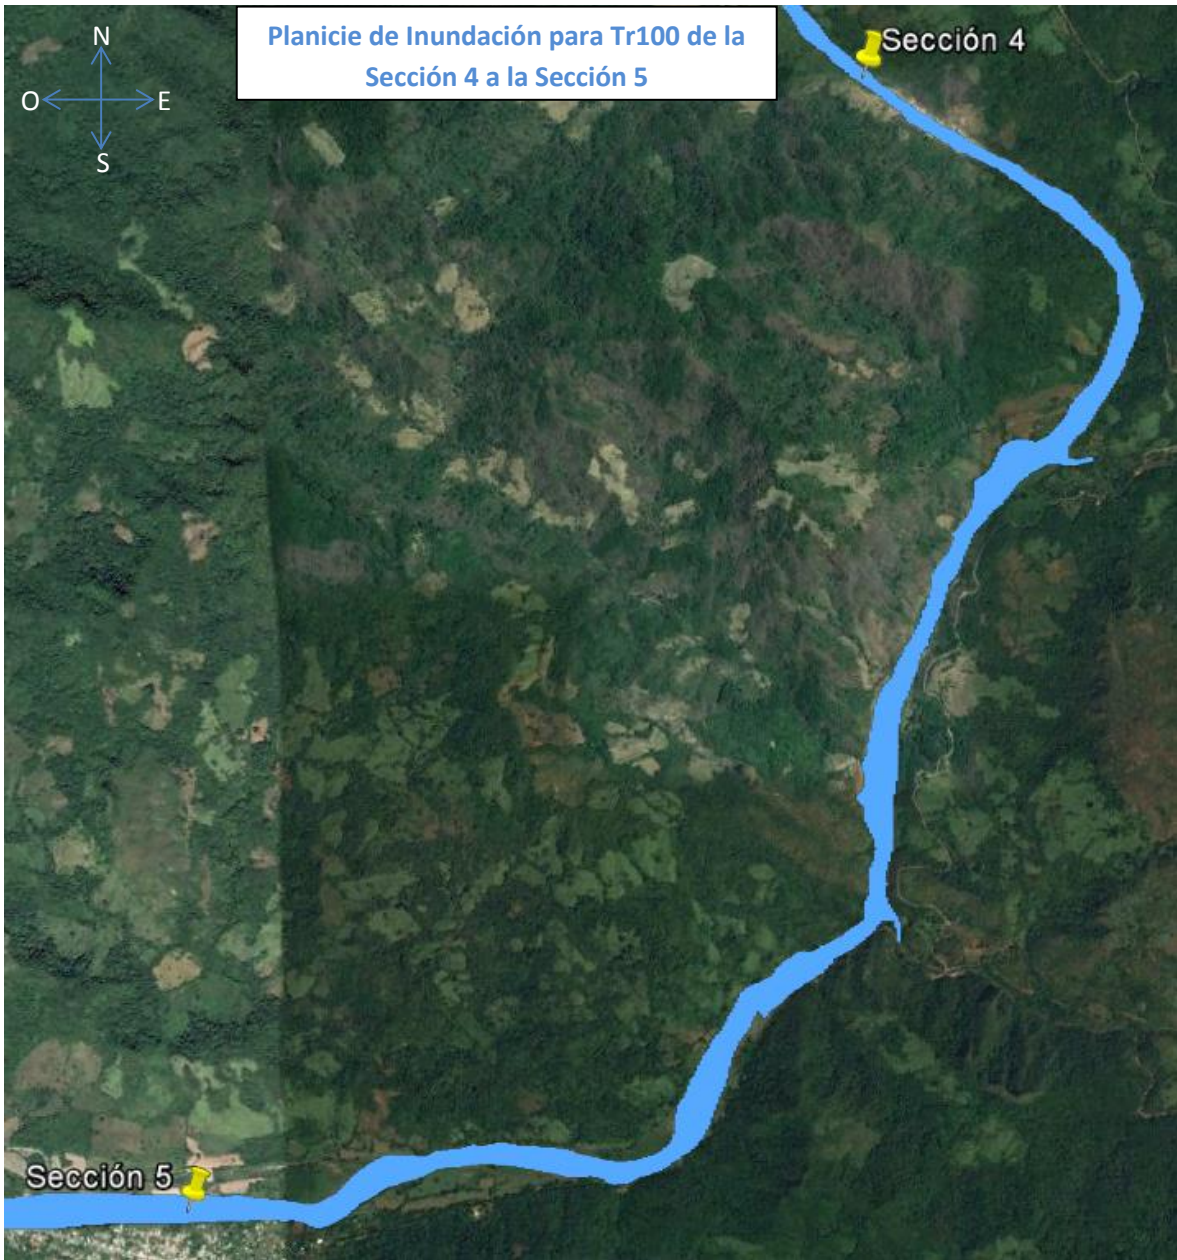 Planicie de Inundación para Tr100 de la
Sección 4 a la Sección 5
N
O E
S
Sección 4
Sección 5